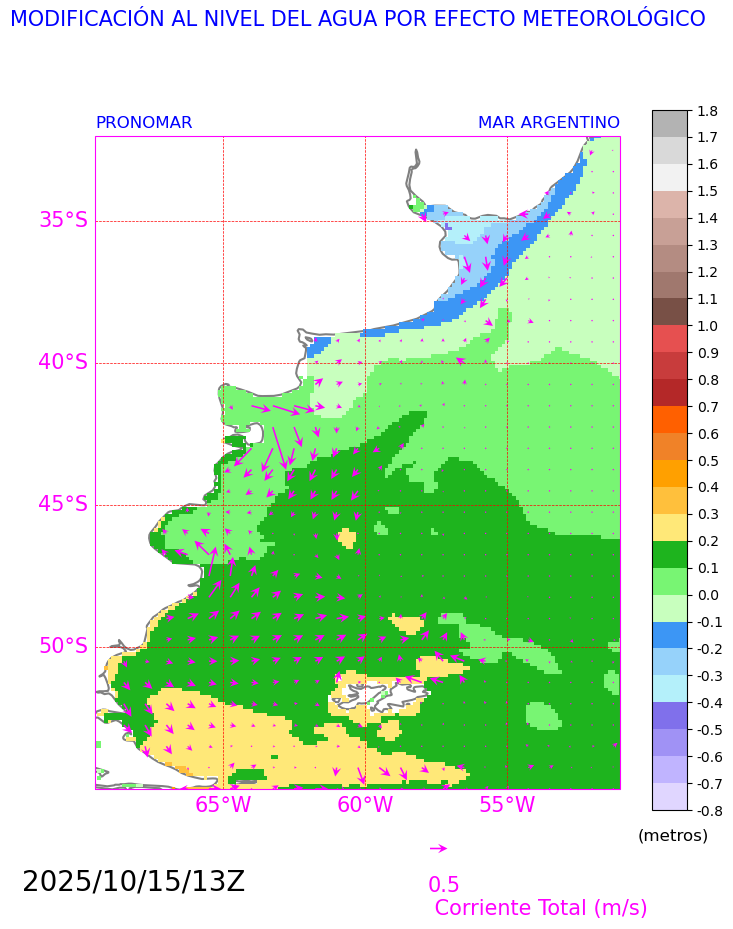 MODIFICACIÓN AL NIVEL DEL AGUA POR EFECTO METEOROLÓGICO
PRONOMAR MAR ARGENTINO
35°S
40°S
45°S
50°S
65°W 60°W 55°W
1.8
1.7
1.6
1.5
1.4
1.3
1.2
1.1
1.0
0.9
0.8
0.7
0.6
0.5
0.4
0.3
0.2
0.1
0.0
-0.1
-0.2
-0.3
-0.4
-0.5
-0.6
-0.7
-0.8
(metros)
2025/10/15/13Z
0.5
Corriente Total (m/s)